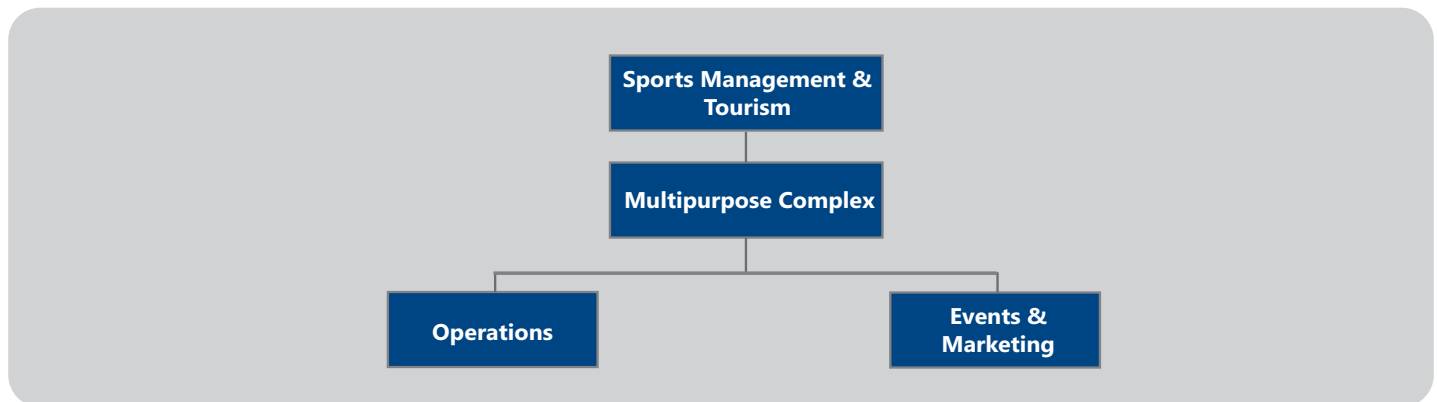 Sports Management &
Tourism
Multipurpose Complex
Operations
Events &
Marketing